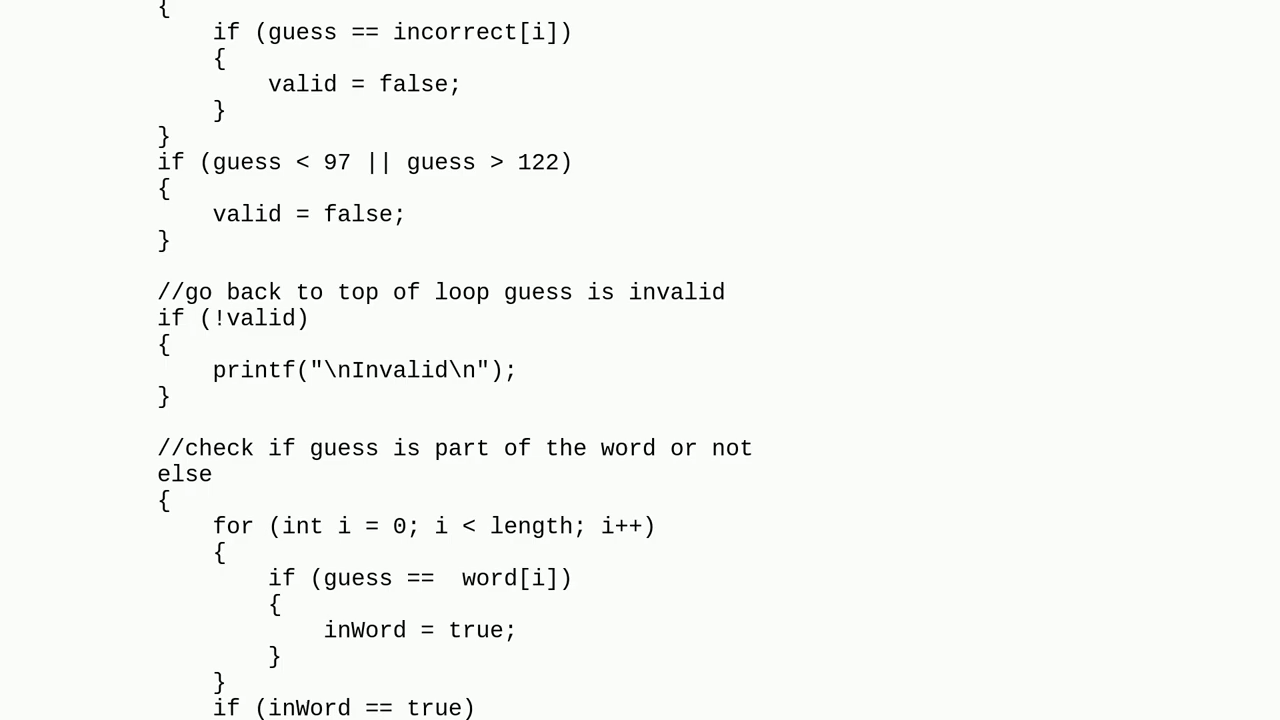 {
    if (guess == incorrect[i])
    {
        valid = false;
    }
}
if (guess < 97 || guess > 122)
{
    valid = false;
}

//go back to top of loop guess is invalid
if (!valid)
{
    printf("\nInvalid\n");
}

//check if guess is part of the word or not
else
{
    for (int i = 0; i < length; i++)
    {
        if (guess ==  word[i])
        {
            inWord = true;
        }
    }
    if (inWord == true)